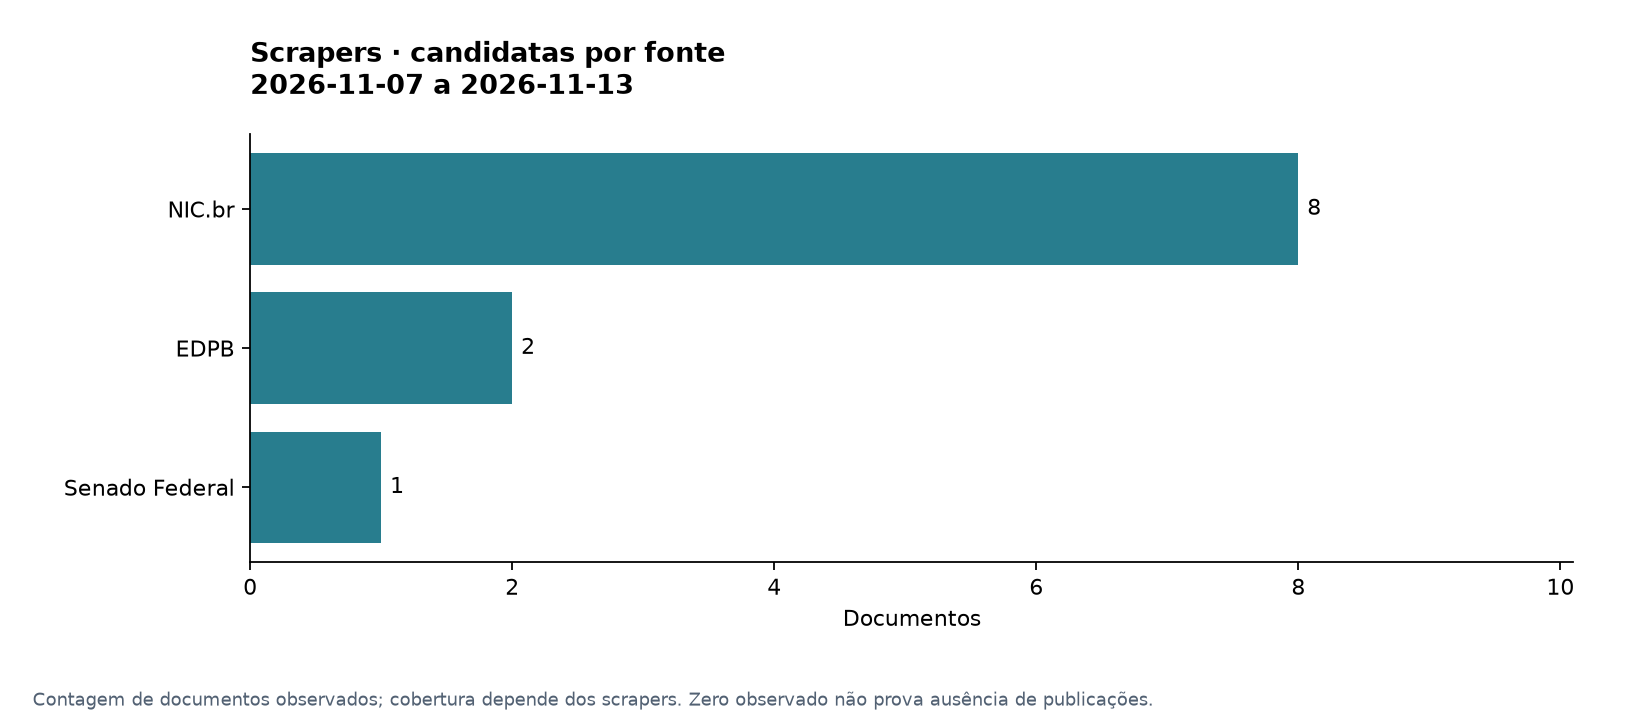 Scrapers · candidatas por fonte
2026-11-07 a 2026-11-13
NIC.br
8
EDPB
2
Senado Federal
1
0 2 4 6 8 10
Documentos
Contagem de documentos observados; cobertura depende dos scrapers. Zero observado não prova ausência de publicações.